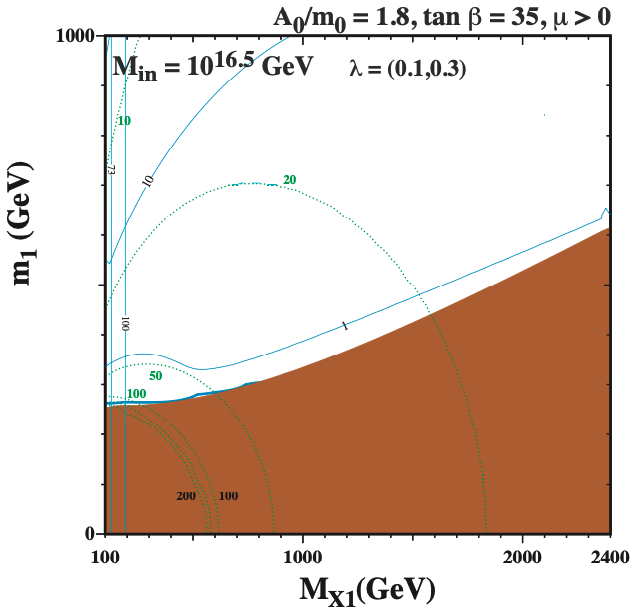 A₀/m₀ = 1.8, tan β = 35, μ > 0
1000
M_in = 10^16.5 GeV λ = (0.1,0.3)
10
73
10
20
m₁ (GeV)
100
1
50
100
200 100
0
100 1000 2000 2400
M_X1(GeV)